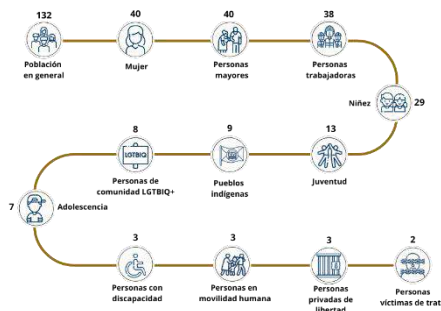 132
Población
en general
40
Mujer
40
Personas
mayores
38
Personas
trabajadoras
Niñez
29
13
Juventud
9
Pueblos
indígenas
8
LGTBIQ
Personas de
comunidad LGTBIQ+
7
Adolescencia
3
Personas con
discapacidad
3
Personas en
movilidad humana
3
Personas
privadas de
libertad
2
Personas
víctimas de trat